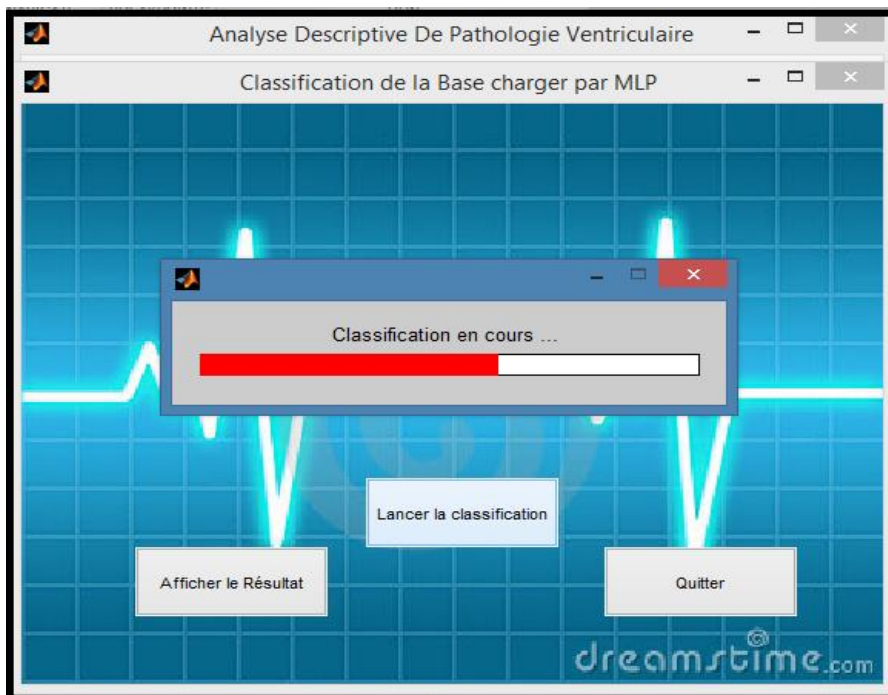 Analyse Descriptive De Pathologie Ventriculaire
Classification de la Base charger par MLP
Classification en cours ...
Lancer la classification
Afficher le Résultat
Quitter
dreamstime.com